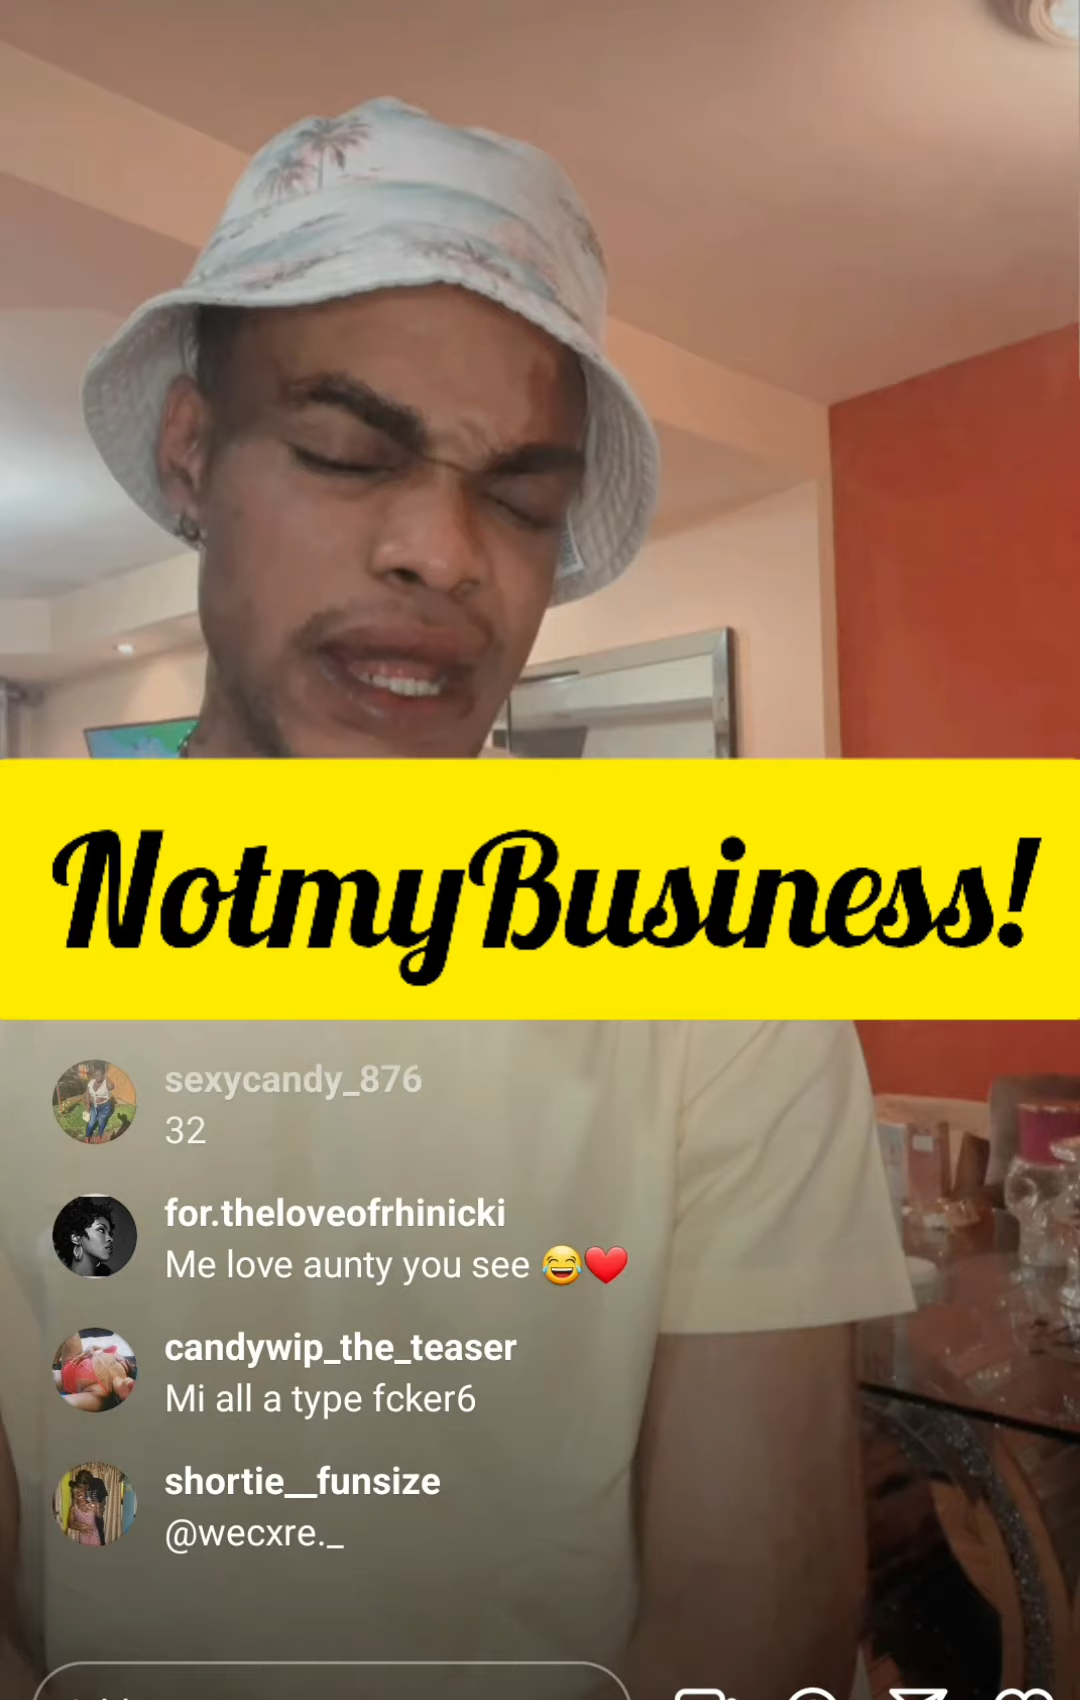 NotmyBusiness!
sexycandy_876
32
for.theloveofrhinicki
Me love aunty you see 😂❤️
candywip_the_teaser
Mi all a type fcker6
shortie__funsize
@wecxre._